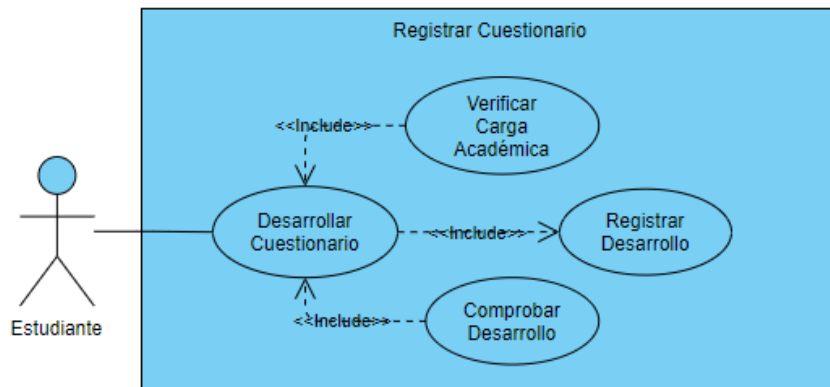 Registrar Cuestionario
Verificar
Carga
Académica
<<Include>>
Desarrollar
Cuestionario
<<Include>>
Registrar
Desarrollo
<<Include>>
Comprobar
Desarrollo
Estudiante